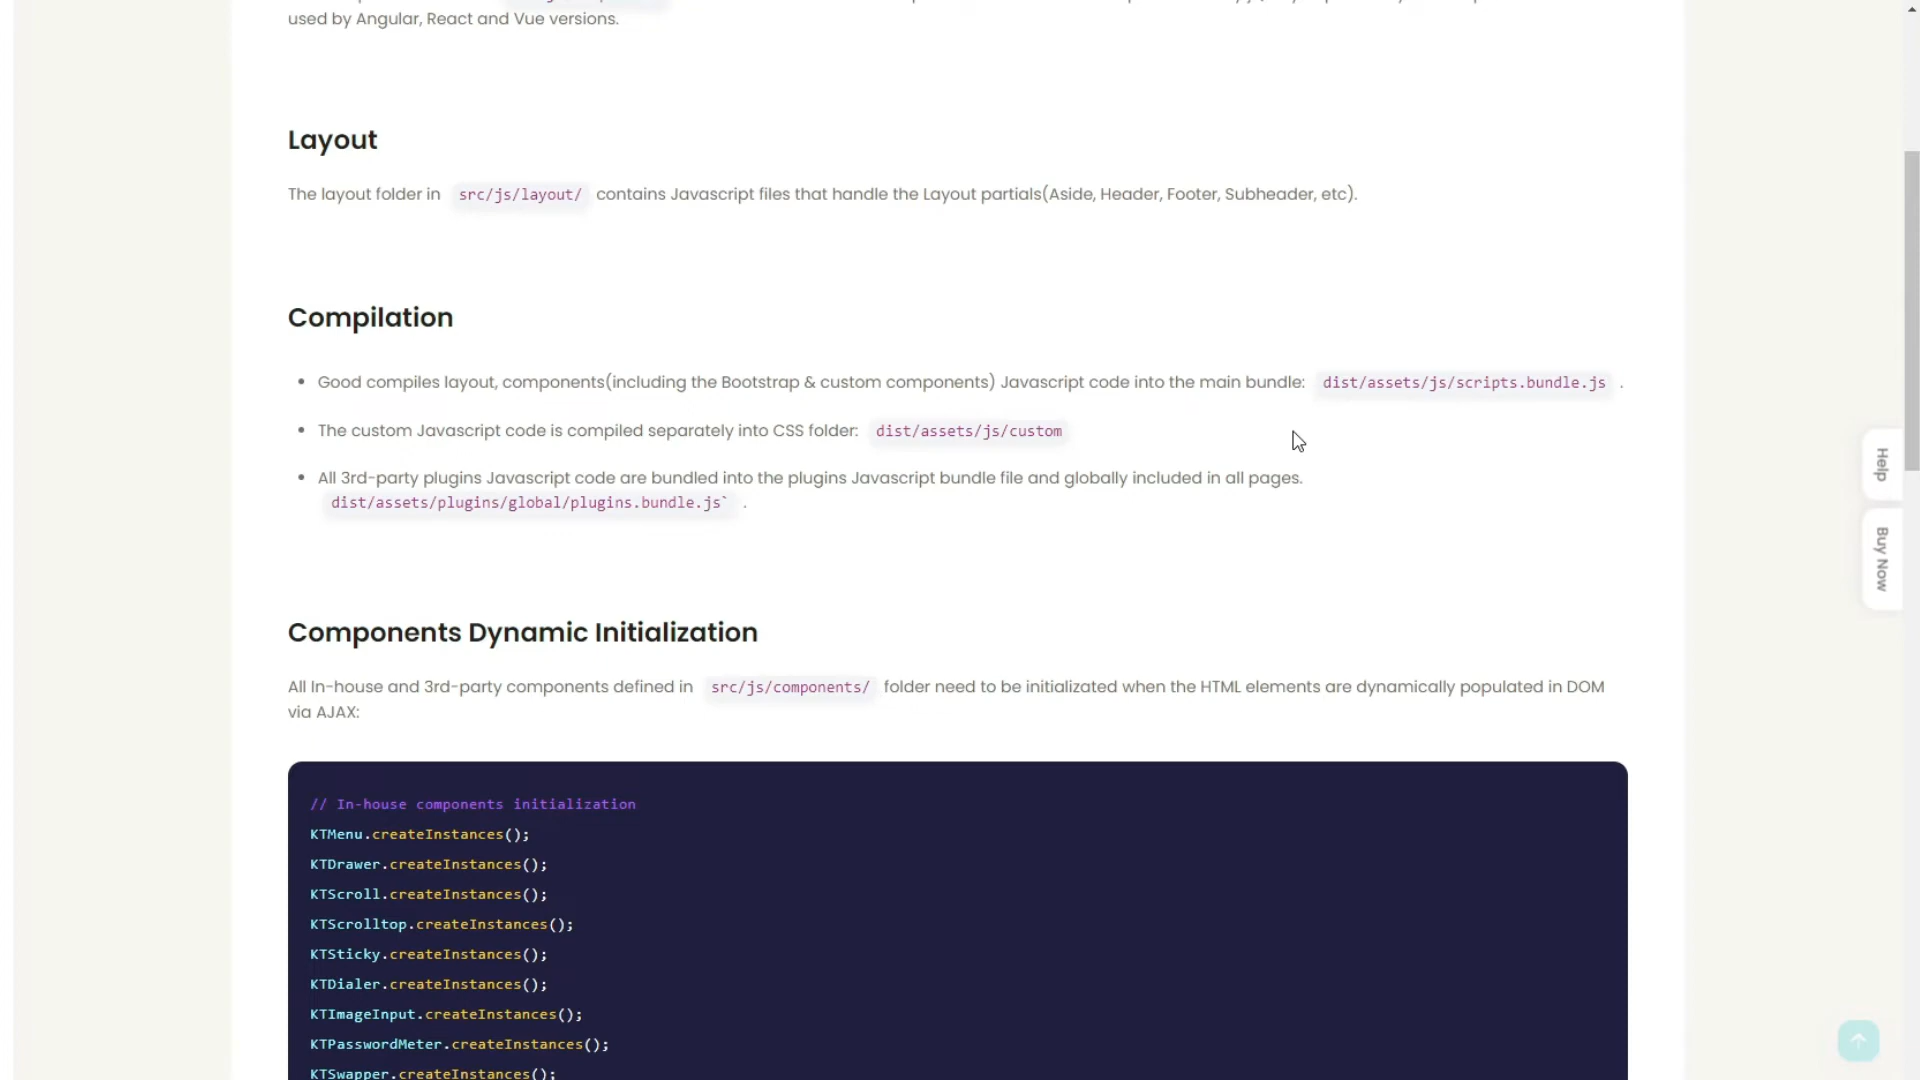 used by Angular, React and Vue versions.
Layout
The layout folder in src/js/layout/ contains Javascript files that handle the Layout partials(Aside, Header, Footer, Subheader, etc).
Compilation
• Good compiles layout, components(including the Bootstrap & custom components) Javascript code into the main bundle: dist/assets/js/scripts.bundle.js .
• The custom Javascript code is compiled separately into CSS folder: dist/assets/js/custom
• All 3rd-party plugins Javascript code are bundled into the plugins Javascript bundle file and globally included in all pages.
dist/assets/plugins/global/plugins.bundle.js` .
Help
Buy Now
Components Dynamic Initialization
All In-house and 3rd-party components defined in src/js/components/ folder need to be initializated when the HTML elements are dynamically populated in DOM
via AJAX:
// In-house components initialization
KTMenu.createInstances();
KTDrawer.createInstances();
KTScroll.createInstances();
KTScrolltop.createInstances();
KTSticky.createInstances();
KTDialer.createInstances();
KTImageInput.createInstances();
KTPasswordMeter.createInstances();
KTSwapper.createInstances();